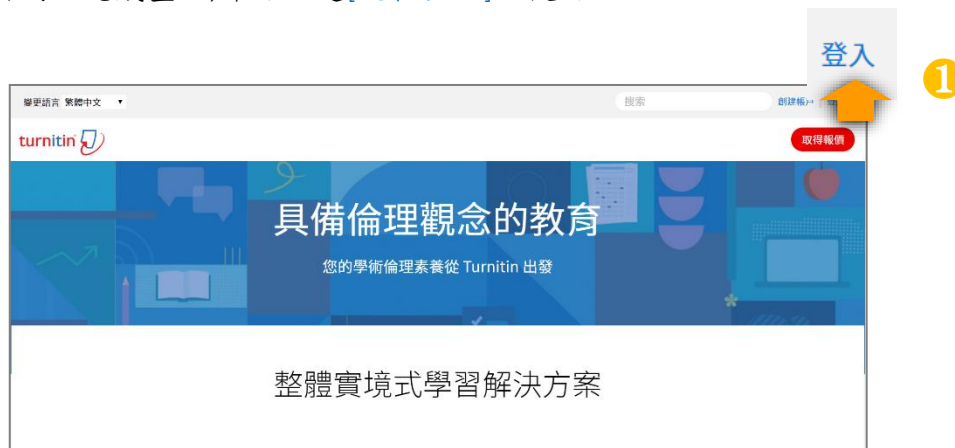 登入
1
變更語言 繁體中文
搜索
創建帳戶
turnitin
取得報價
具備倫理觀念的教育
您的學術倫理素養從 Turnitin 出發
整體實境式學習解決方案